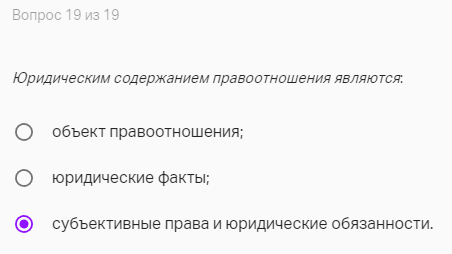 Вопрос 19 из 19
Юридическим содержанием правоотношения являются:
объект правоотношения;
юридические факты;
субъективные права и юридические обязанности.